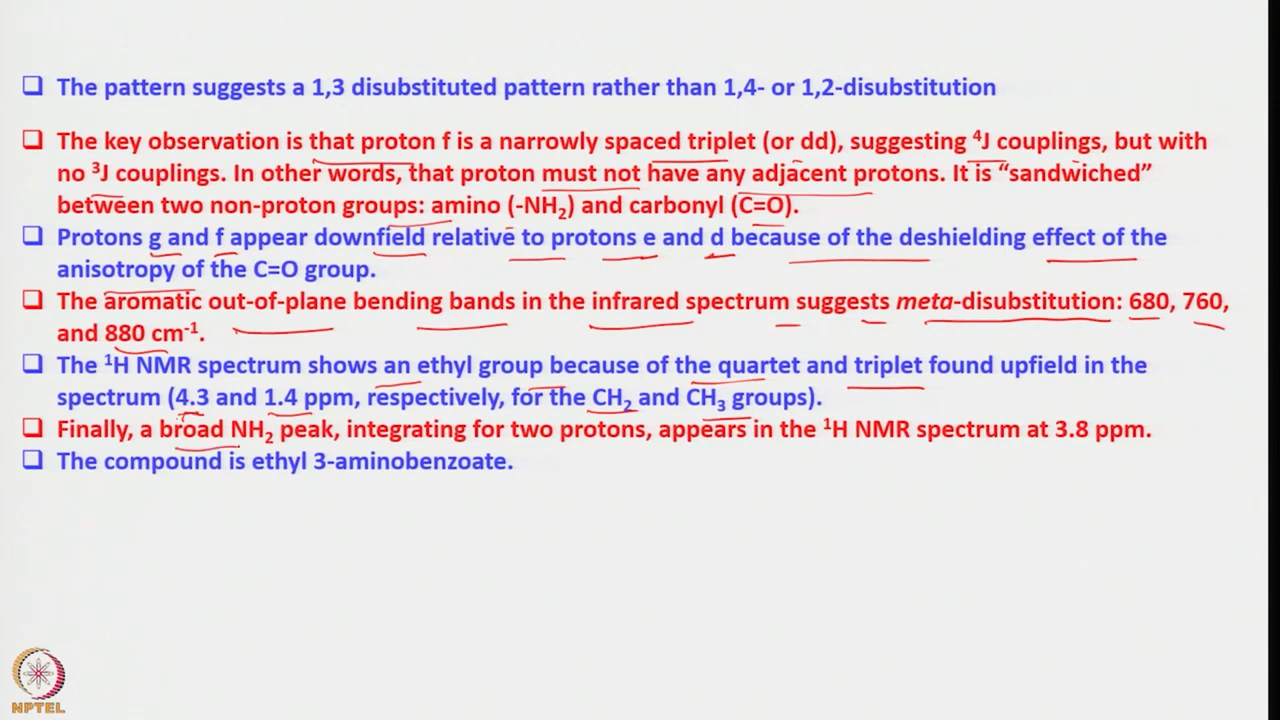 ❑ The pattern suggests a 1,3 disubstituted pattern rather than 1,4- or 1,2-disubstitution
❑ The key observation is that proton f is a narrowly spaced triplet (or dd), suggesting ⁴J couplings, but with
no ³J couplings. In other words, that proton must not have any adjacent protons. It is “sandwiched”
between two non-proton groups: amino (-NH₂) and carbonyl (C=O).
❑ Protons g and f appear downfield relative to protons e and d because of the deshielding effect of the
anisotropy of the C=O group.
❑ The aromatic out-of-plane bending bands in the infrared spectrum suggests meta-disubstitution: 680, 760,
and 880 cm⁻¹.
❑ The ¹H NMR spectrum shows an ethyl group because of the quartet and triplet found upfield in the
spectrum (4.3 and 1.4 ppm, respectively, for the CH₂ and CH₃ groups).
❑ Finally, a broad NH₂ peak, integrating for two protons, appears in the ¹H NMR spectrum at 3.8 ppm.
❑ The compound is ethyl 3-aminobenzoate.
NPTEL